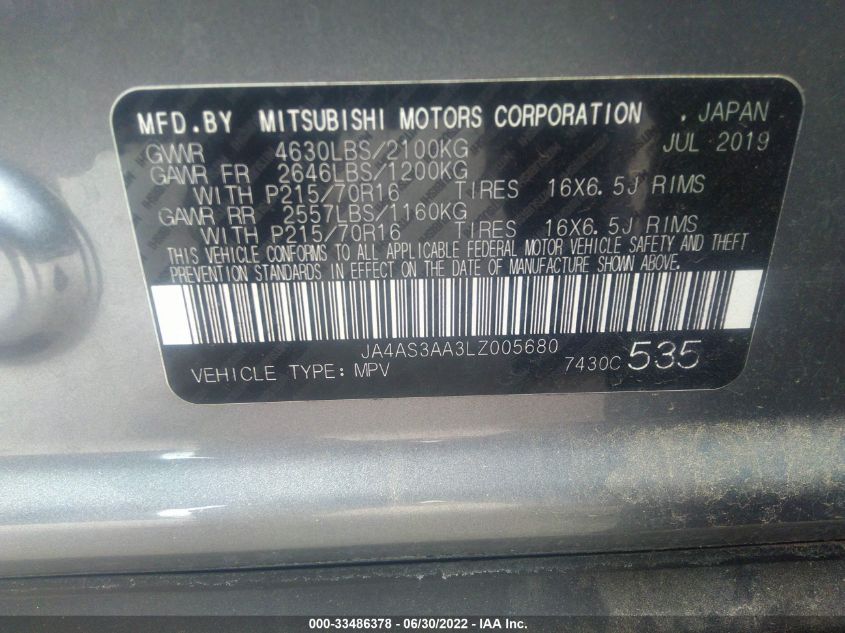 MFD.BY MITSUBISHI MOTORS CORPORATION , JAPAN
GVWR 4630LBS/2100KG JUL 2019
GAWR FR 2646LBS/1200KG
WITH P215/70R16 TIRES 16X6.5J RIMS
GAWR RR 2557LBS/1160KG
WITH P215/70R16 TIRES 16X6.5J RIMS
THIS VEHICLE CONFORMS TO ALL APPLICABLE FEDERAL MOTOR VEHICLE SAFETY AND THEFT
PREVENTION STANDARDS IN EFFECT ON THE DATE OF MANUFACTURE SHOWN ABOVE.
JA4AS3AA3LZ005680
VEHICLE TYPE: MPV 7430C 535
000-33486378 - 06/30/2022 - IAA Inc.